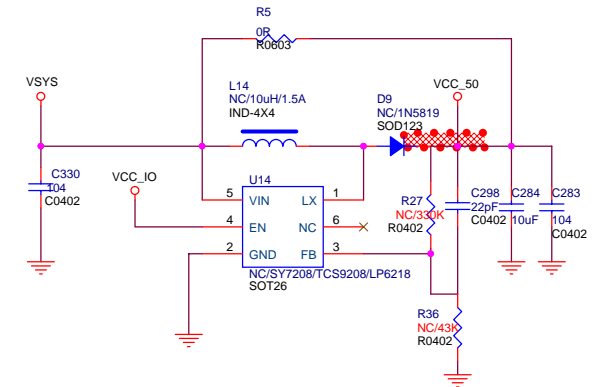 R5
0R
R0603
VSYS
L14
NC/10uH/1.5A
IND-4X4
D9
NC/1N5819
SOD123
VCC_50
C330
104
C0402
VCC_IO
U14
5 VIN LX 1
4 EN NC 6
2 GND FB 3
NC/SY7208/TCS9208/LP6218
SOT26
R27
NC/330K
R0402
C298
22pF
C0402
C284
10uF
C283
104
C0402
R36
NC/43K
R0402